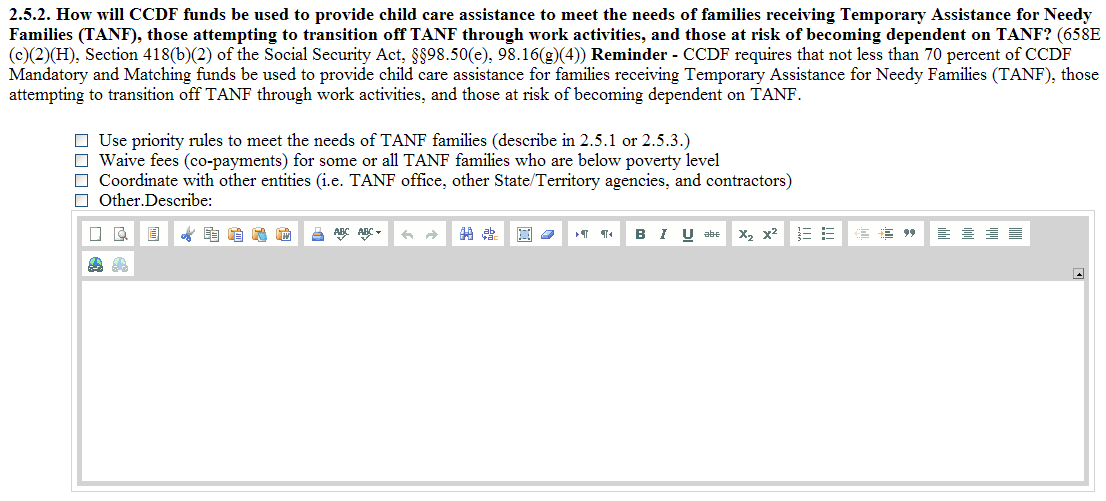 2.5.2. How will CCDF funds be used to provide child care assistance to meet the needs of families receiving Temporary Assistance for Needy
Families (TANF), those attempting to transition off TANF through work activities, and those at risk of becoming dependent on TANF? (658E
(c)(2)(H), Section 418(b)(2) of the Social Security Act, §§98.50(e), 98.16(g)(4)) Reminder - CCDF requires that not less than 70 percent of CCDF
Mandatory and Matching funds be used to provide child care assistance for families receiving Temporary Assistance for Needy Families (TANF), those
attempting to transition off TANF through work activities, and those at risk of becoming dependent on TANF.
Use priority rules to meet the needs of TANF families (describe in 2.5.1 or 2.5.3.)
Waive fees (co-payments) for some or all TANF families who are below poverty level
Coordinate with other entities (i.e. TANF office, other State/Territory agencies, and contractors)
Other.Describe:
ABC ABC B I U abc X₂ X²